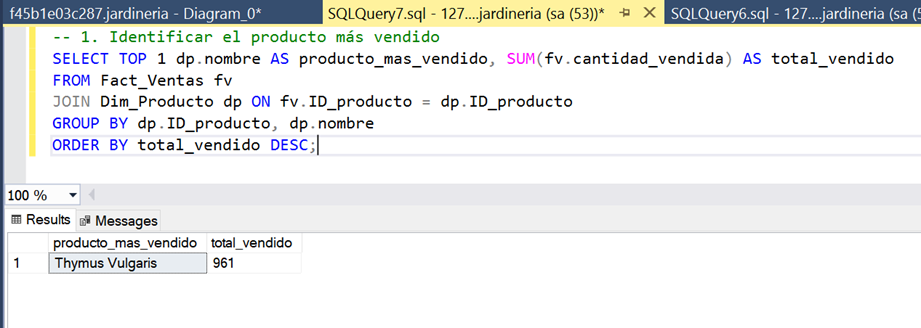 f45b1e03c287.jardineria - Diagram_0* SQLQuery7.sql - 127....jardineria (sa (53))* SQLQuery6.sql - 127....jardineria (sa (5
-- 1. Identificar el producto más vendido
SELECT TOP 1 dp.nombre AS producto_mas_vendido, SUM(fv.cantidad_vendida) AS total_vendido
FROM Fact_Ventas fv
JOIN Dim_Producto dp ON fv.ID_producto = dp.ID_producto
GROUP BY dp.ID_producto, dp.nombre
ORDER BY total_vendido DESC;
100 %
Results Messages
producto_mas_vendido total_vendido
1 Thymus Vulgaris 961